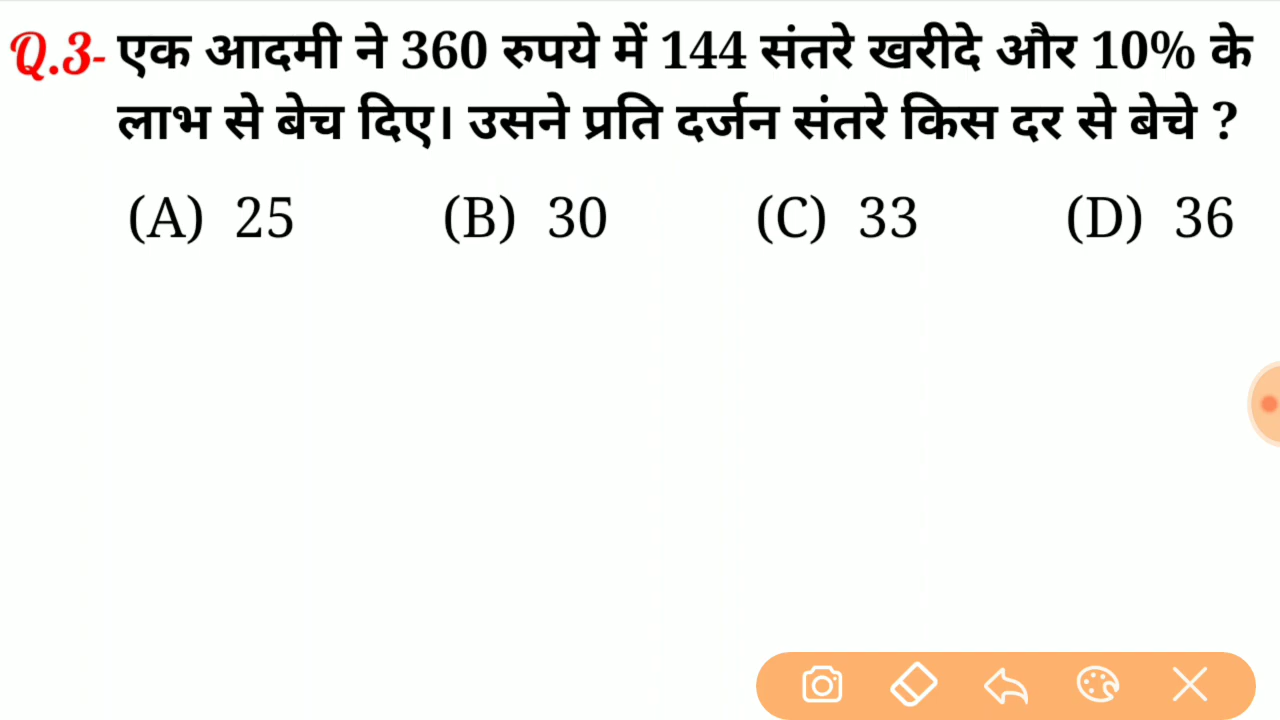 Q.3- एक आदमी ने 360 रुपये में 144 संतरे खरीदे और 10% के
लाभ से बेच दिए। उसने प्रति दर्जन संतरे किस दर से बेचे ?
(A) 25 (B) 30 (C) 33 (D) 36